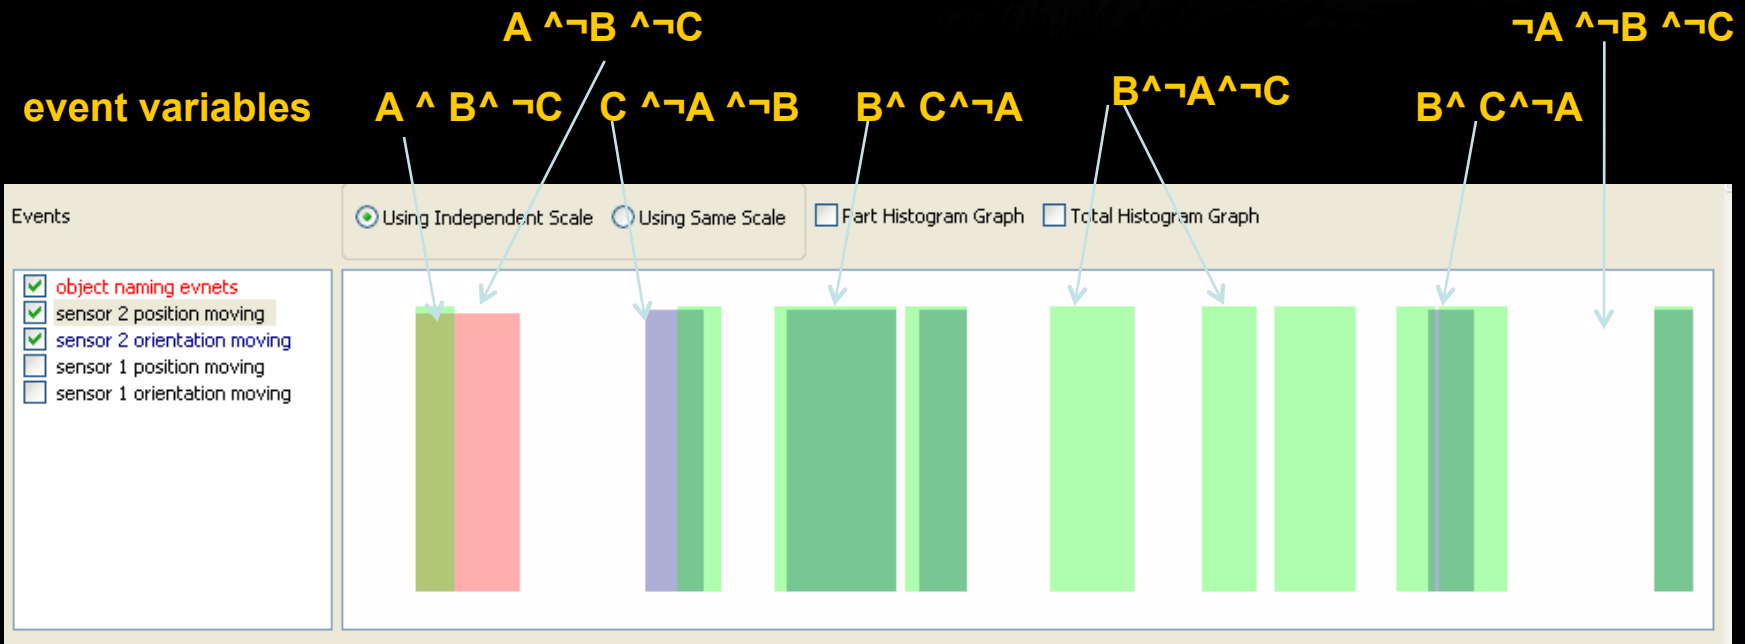 A ^¬B ^¬C
¬A ^¬B ^¬C
event variables
A ^ B^ ¬C
C ^¬A ^¬B
B^ C^¬A
B^¬A^¬C
B^ C^¬A
Events
Using Independent Scale
Using Same Scale
Part Histogram Graph
Total Histogram Graph
object naming evnets
sensor 2 position moving
sensor 2 orientation moving
sensor 1 position moving
sensor 1 orientation moving